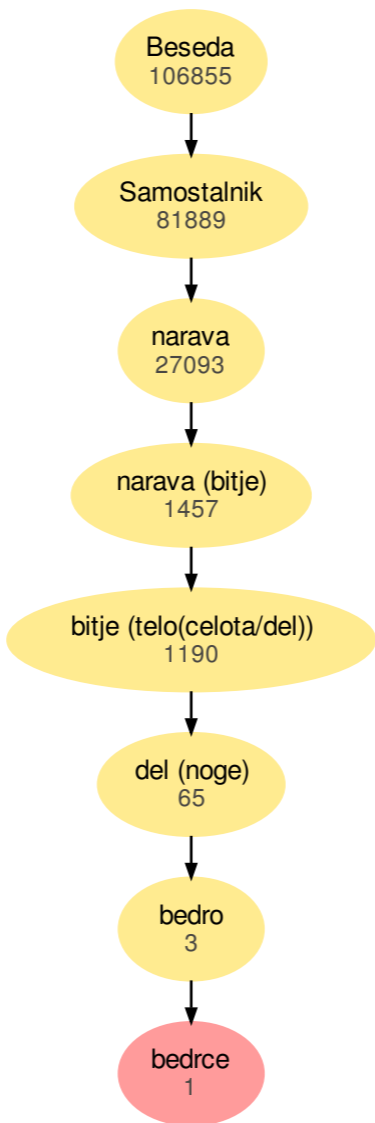 Beseda
106855
Samostalnik
81889
narava
27093
narava (bitje)
1457
bitje (telo(celota/del))
1190
del (noge)
65
bedro
3
bedrce
1